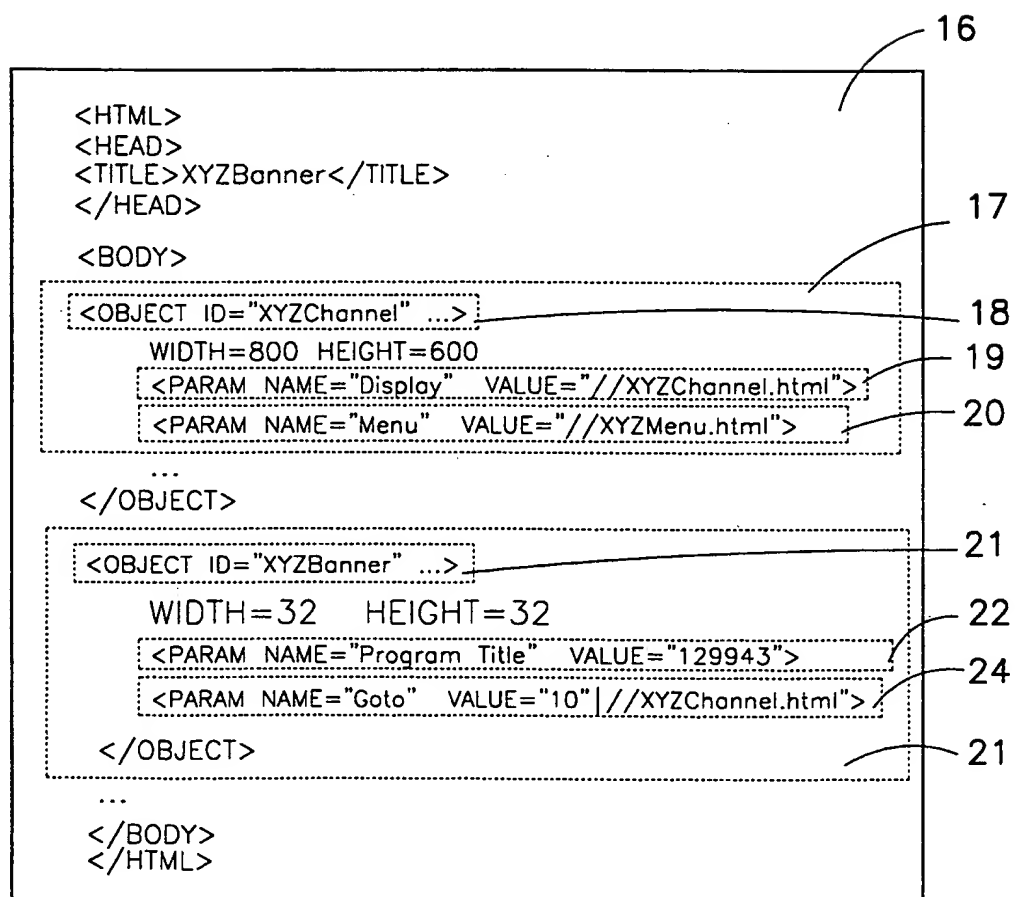 16
<HTML>
<HEAD>
<TITLE>XYZBanner</TITLE>
</HEAD>
17
<BODY>
<OBJECT ID="XYZChannel" ...>
18
WIDTH=800 HEIGHT=600
19
<PARAM NAME="Display" VALUE="//XYZChannel.html">
20
<PARAM NAME="Menu" VALUE="//XYZMenu.html">
...
</OBJECT>
21
<OBJECT ID="XYZBanner" ...>
WIDTH=32 HEIGHT=32
22
<PARAM NAME="Program Title" VALUE="129943">
24
<PARAM NAME="Goto" VALUE="10"|//XYZChannel.html">
</OBJECT>
21
...
</BODY>
</HTML>